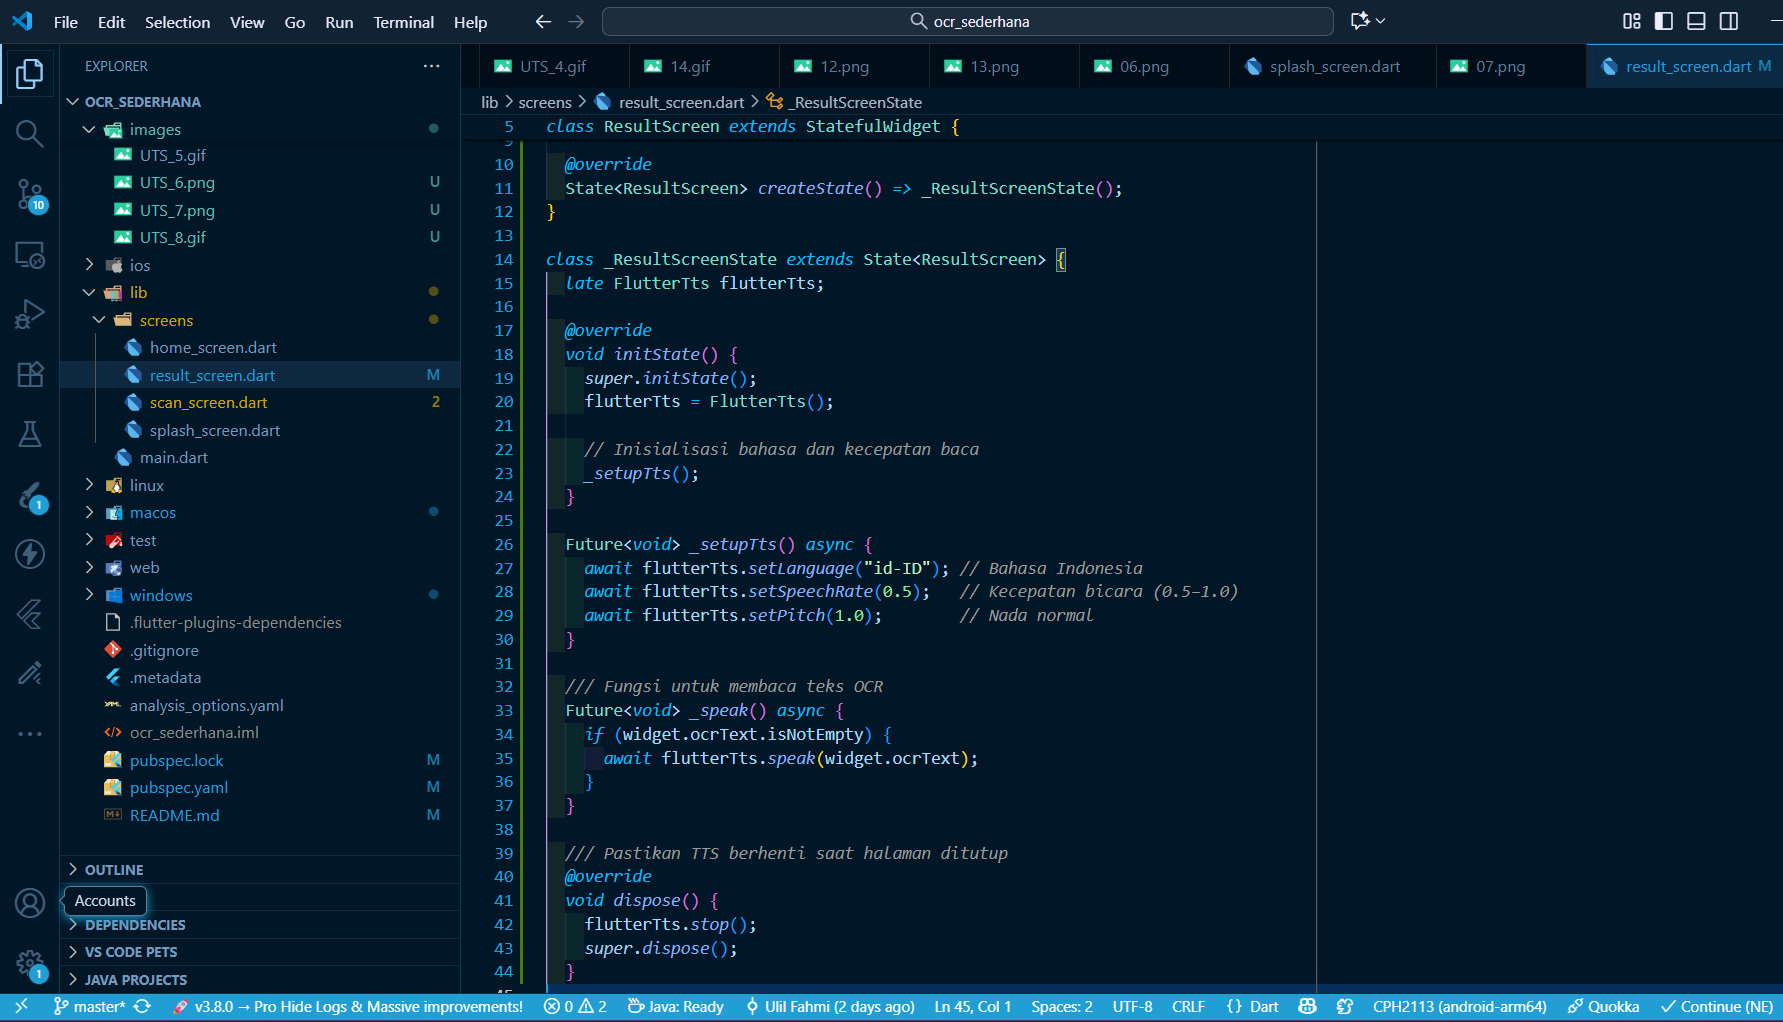 File Edit Selection View Go Run Terminal Help
ocr_sederhana
EXPLORER
OCR_SEDERHANA
images
UTS_5.gif
UTS_6.png U
UTS_7.png U
UTS_8.gif U
ios
lib
screens
home_screen.dart
result_screen.dart M
scan_screen.dart 2
splash_screen.dart
main.dart
linux
macos
test
web
windows
.flutter-plugins-dependencies
.gitignore
.metadata
analysis_options.yaml
ocr_sederhana.iml
pubspec.lock M
pubspec.yaml M
README.md M
OUTLINE
Accounts
DEPENDENCIES
VS CODE PETS
JAVA PROJECTS
10
1
1
UTS_4.gif 14.gif 12.png 13.png 06.png splash_screen.dart 07.png result_screen.dart M
lib > screens > result_screen.dart > _ResultScreenState
5 class ResultScreen extends StatefulWidget {
9
10 @override
11 State<ResultScreen> createState() => _ResultScreenState();
12 }
13
14 class _ResultScreenState extends State<ResultScreen> {
15 late FlutterTts flutterTts;
16
17 @override
18 void initState() {
19 super.initState();
20 flutterTts = FlutterTts();
21
22 // Inisialisasi bahasa dan kecepatan baca
23 _setupTts();
24 }
25
26 Future<void> _setupTts() async {
27 await flutterTts.setLanguage("id-ID"); // Bahasa Indonesia
28 await flutterTts.setSpeechRate(0.5); // Kecepatan bicara (0.5–1.0)
29 await flutterTts.setPitch(1.0); // Nada normal
30 }
31
32 /// Fungsi untuk membaca teks OCR
33 Future<void> _speak() async {
34 if (widget.ocrText.isNotEmpty) {
35 await flutterTts.speak(widget.ocrText);
36 }
37 }
38
39 /// Pastikan TTS berhenti saat halaman ditutup
40 @override
41 void dispose() {
42 flutterTts.stop();
43 super.dispose();
44 }
45
master* v3.8.0 → Pro Hide Logs & Massive improvements! 0 2 Java: Ready Ulil Fahmi (2 days ago) Ln 45, Col 1 Spaces: 2 UTF-8 CRLF {} Dart CPH2113 (android-arm64) Quokka Continue (NE)